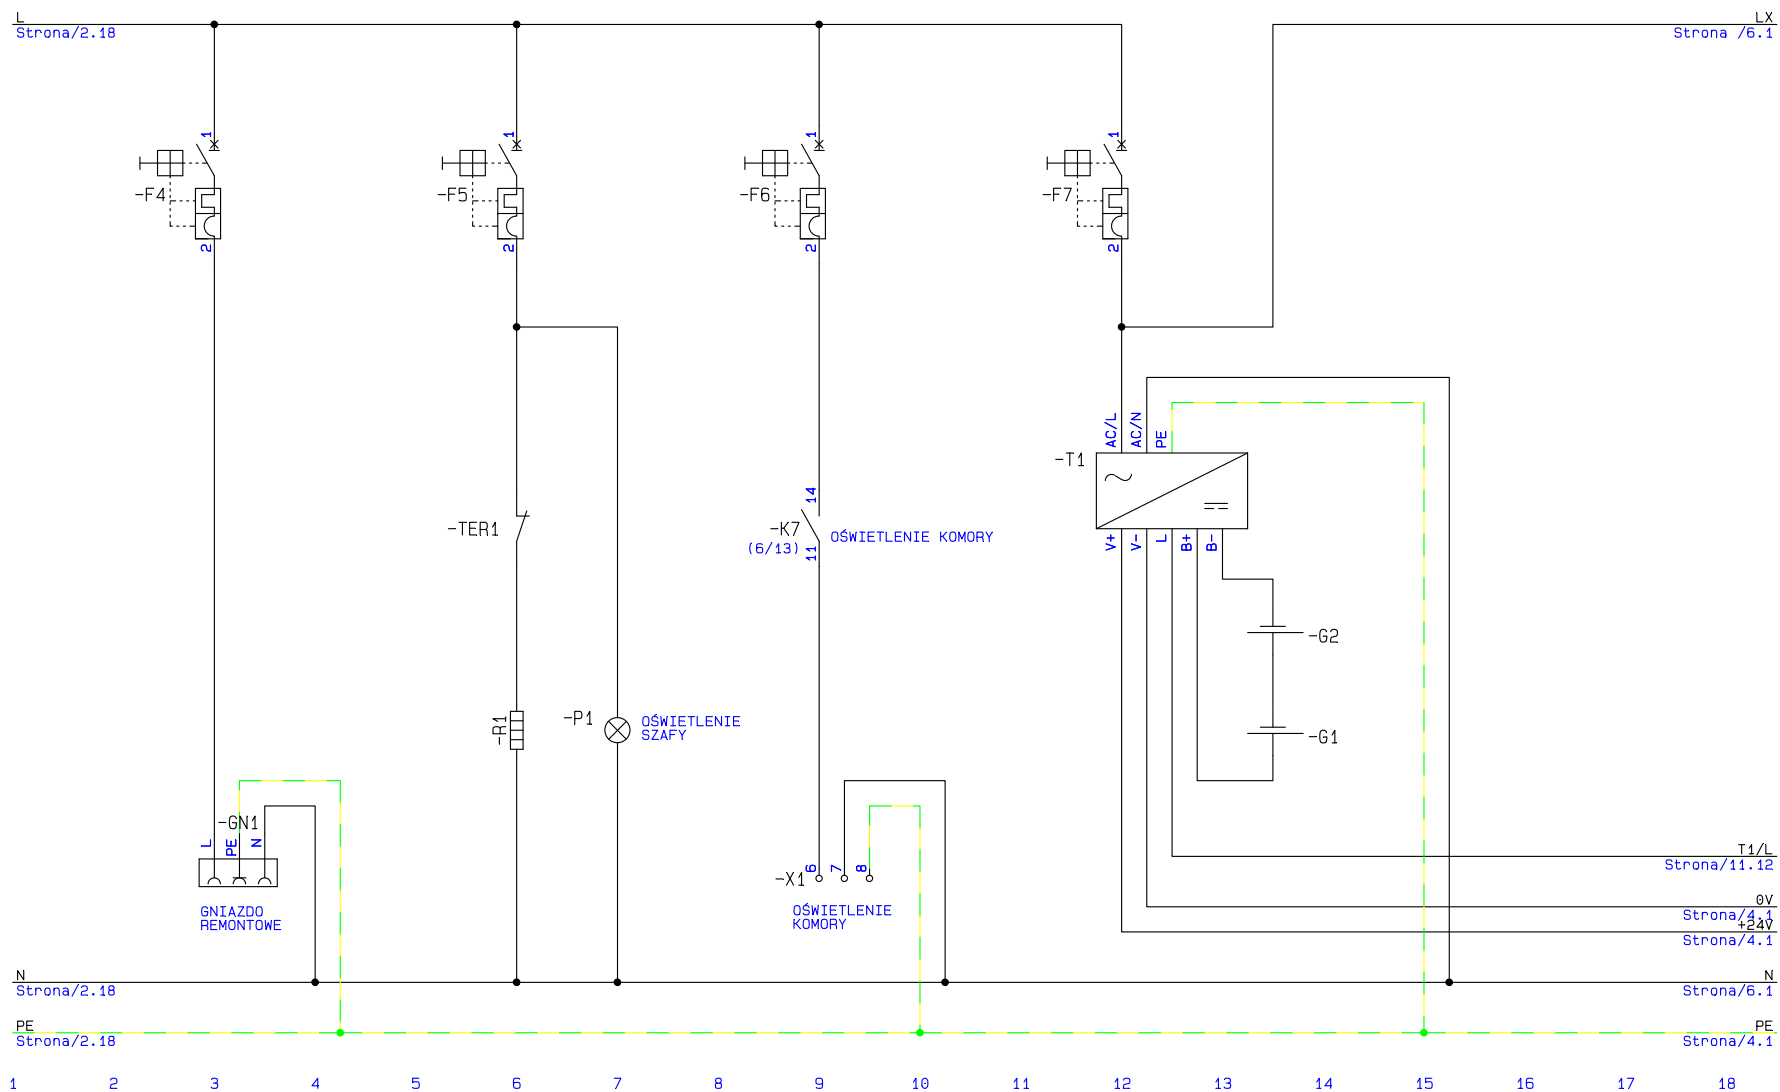 L
LX
Strona/2.18
Strona /6.1
1
1
1
1
-F4
-F5
-F6
-F7
2
2
2
2
AC/L
AC/N
PE
-T1
14
-TER1
-K7
(6/13)
11
OŚWIETLENIE KOMORY
V+
V-
L
B+
B-
-G2
-R1
-P1
OŚWIETLENIE
SZAFY
-G1
-GN1
L
PE
N
T1/L
Strona/11.12
-X1
6
7
8
GNIAZDO
REMONTOWE
OŚWIETLENIE
KOMORY
0V
Strona/4.1
+24V
Strona/4.1
N
N
Strona/2.18
Strona/6.1
PE
PE
Strona/2.18
Strona/4.1
1 2 3 4 5 6 7 8 9 10 11 12 13 14 15 16 17 18